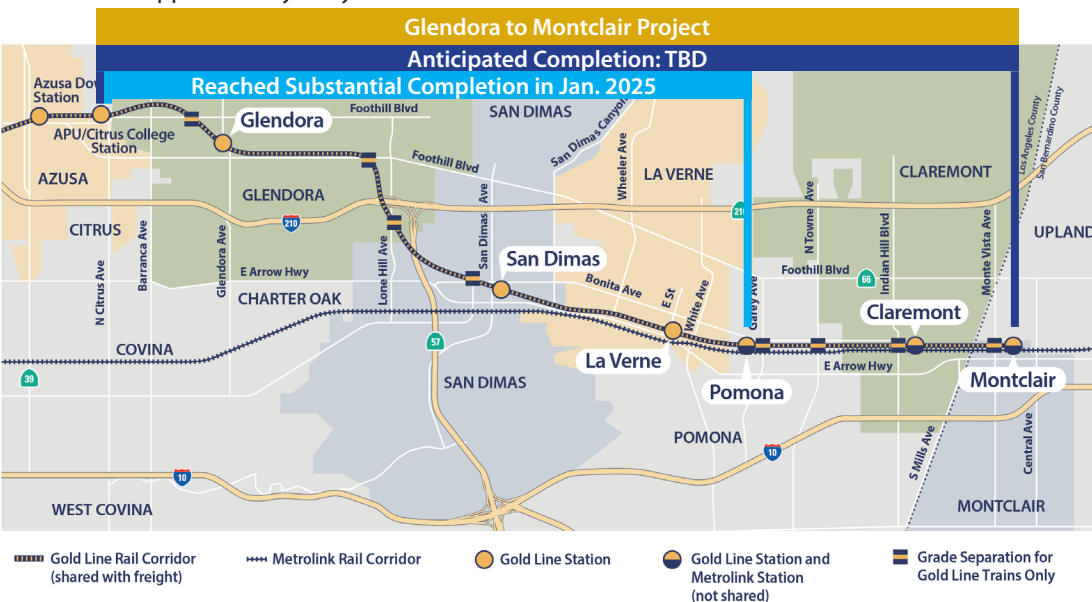 Glendora to Montclair Project
Anticipated Completion: TBD
Reached Substantial Completion in Jan. 2025
Azusa Dow
Station
APU/Citrus College
Station
Glendora
Foothill Blvd
SAN DIMAS
San Dimas Canyon
Wheeler Ave
LA VERNE
CLAREMONT
Los Angeles County
San Bernardino County
AZUSA
Foothill Blvd
GLENDORA
210
210
CITRUS
N Citrus Ave
Barranca Ave
Glendora Ave
E Arrow Hwy
Lone Hill Ave
San Dimas Ave
San Dimas
Bonita Ave
E St
White Ave
Garey Ave
N Towne Ave
Foothill Blvd
66
Indian Hill Blvd
Monte Vista Ave
UPLAND
CHARTER OAK
Claremont
COVINA
57
La Verne
E Arrow Hwy
39
SAN DIMAS
Pomona
Montclair
POMONA
10
10
S Mills Ave
Central Ave
WEST COVINA
MONTCLAIR
Gold Line Rail Corridor
(shared with freight)
Metrolink Rail Corridor
Gold Line Station
Gold Line Station and
Metrolink Station
(not shared)
Grade Separation for
Gold Line Trains Only